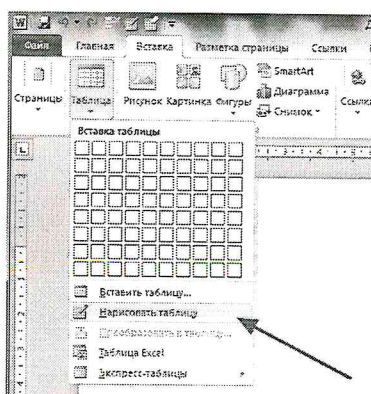 Файл Главная Вставка Разметка страницы Ссылки
Страницы
Таблица
Рисунок Картинка Фигуры
SmartArt
Диаграмма
Снимок
Ссылка
Вставка таблицы
Вставить таблицу...
Нарисовать таблицу
Преобразовать в таблицу...
Таблица Excel
Экспресс-таблицы